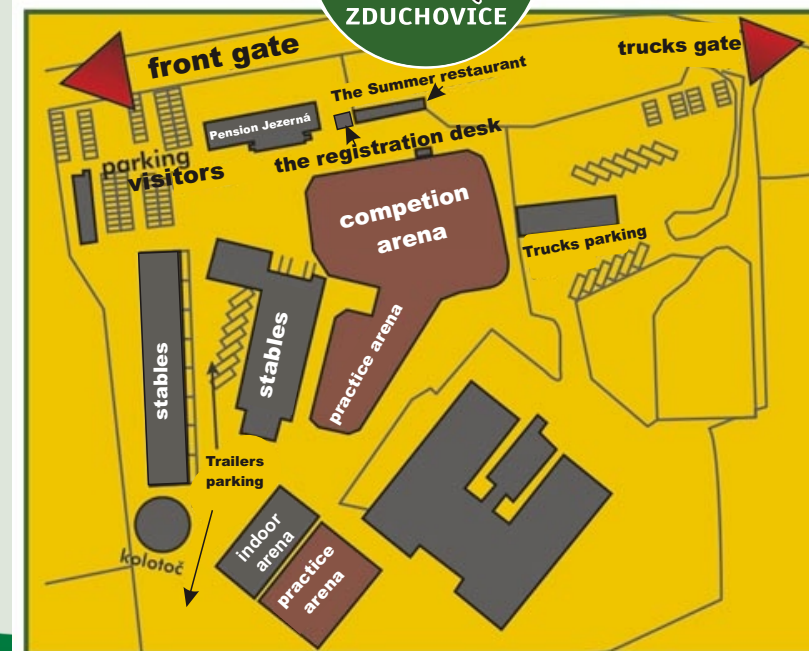 ZDUCHOVICE
front gate
trucks gate
The Summer restaurant
Pension Jezerná
the registration desk
parking
visitors
competion
arena
Trucks parking
practice arena
stables
stables
Trailers
parking
indoor
arena
kolotoč
practice
arena